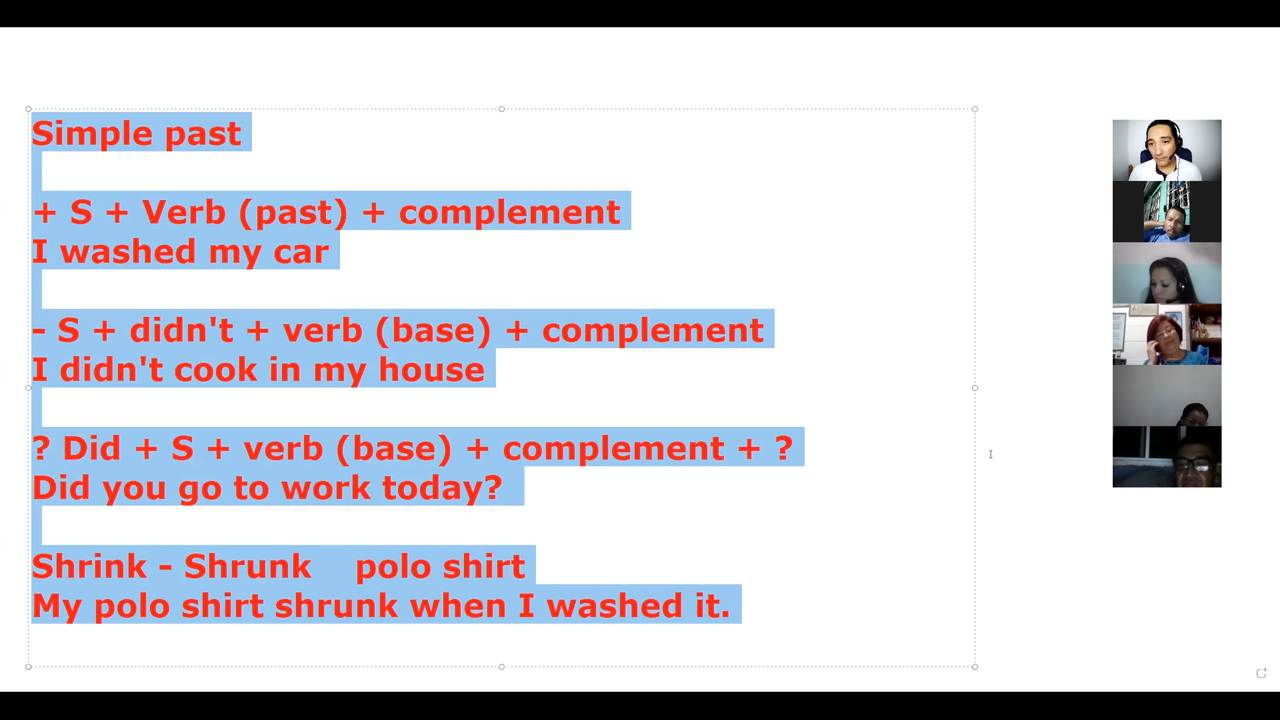 Simple past
+ S + Verb (past) + complement
I washed my car
- S + didn't + verb (base) + complement
I didn't cook in my house
? Did + S + verb (base) + complement + ?
Did you go to work today?
Shrink - Shrunk polo shirt
My polo shirt shrunk when I washed it.